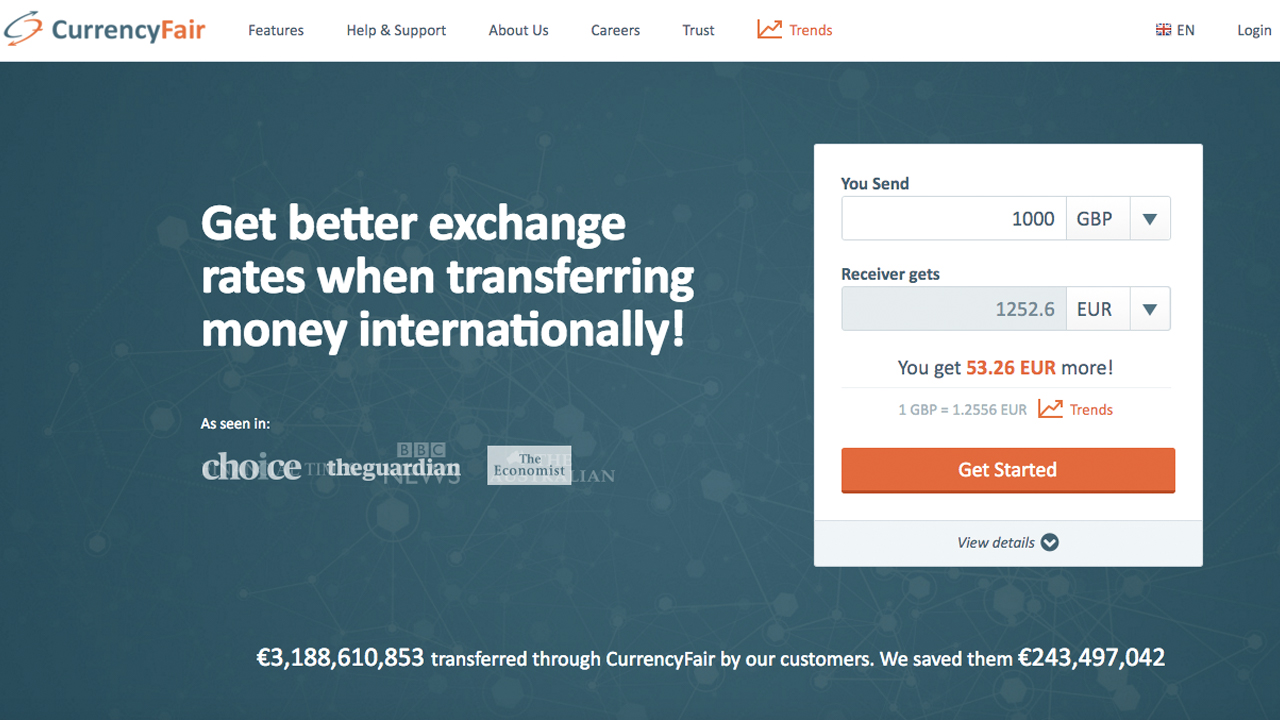 CurrencyFair
Features
Help & Support
About Us
Careers
Trust
Trends
EN
Login
Get better exchange
rates when transferring
money internationally!
As seen in:
choice
theguardian
BBC
NEWS
The
Economist
You Send
1000 GBP
Receiver gets
1252.6 EUR
You get 53.26 EUR more!
1 GBP = 1.2556 EUR
Trends
Get Started
View details
€3,188,610,853 transferred through CurrencyFair by our customers. We saved them €243,497,042